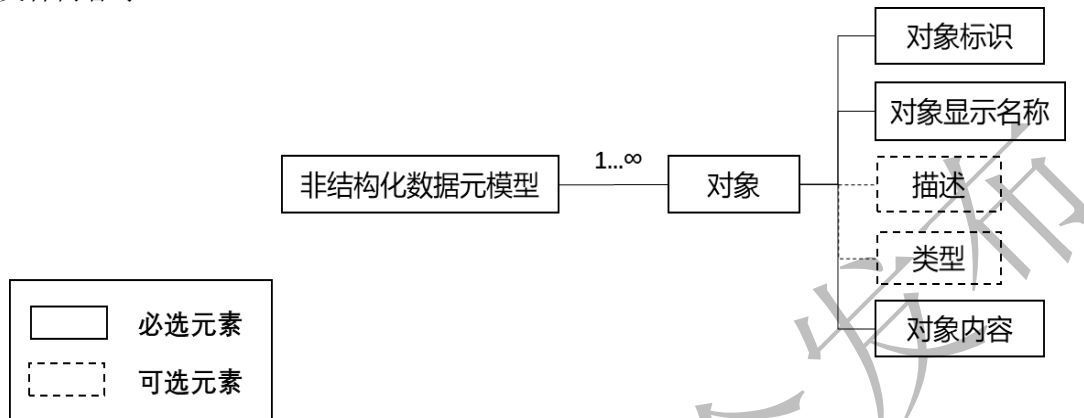 对象标识
对象显示名称
1...∞
非结构化数据元模型
对象
描述
类型
对象内容
必选元素
可选元素
发布